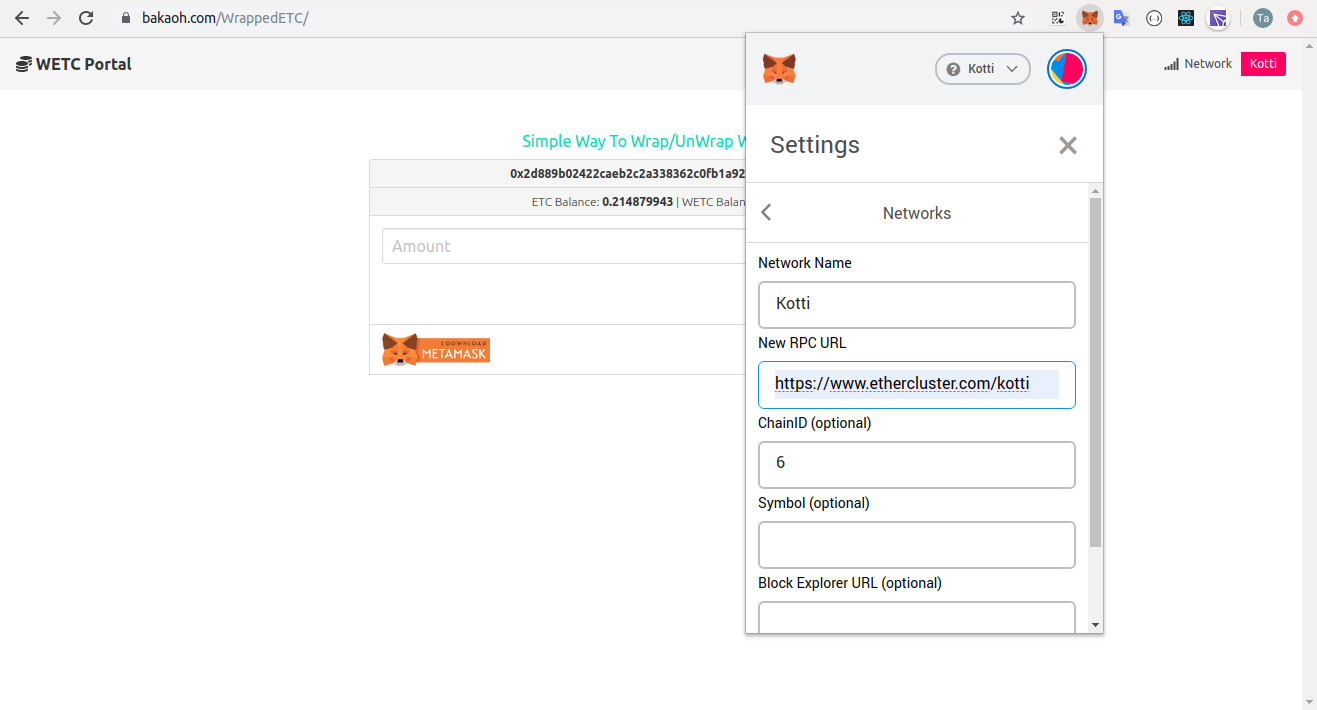 bakaoh.com/WrappedETC/
Ta
WETC Portal
Network
Kotti
Simple Way To Wrap/UnWrap
0x2d889b02422caeb2c2a338362c0fb1a92
ETC Balance: 0.214879943 | WETC Balan
Amount
DOWNLOAD
METAMASK
Kotti
Settings
Networks
Network Name
Kotti
New RPC URL
https://www.ethercluster.com/kotti
ChainID (optional)
6
Symbol (optional)
Block Explorer URL (optional)